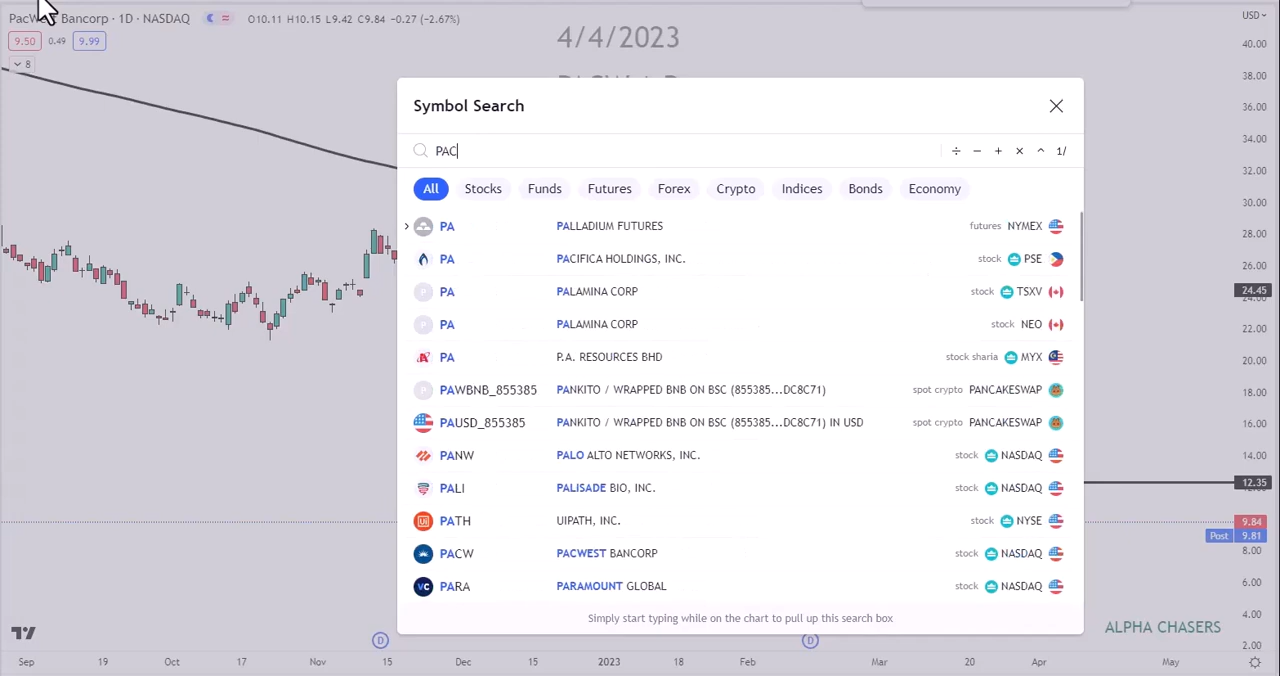 PacWest Bancorp · 1D · NASDAQ O10.11 H10.15 L9.42 C9.84 −0.27 (−2.67%)
USD
9.50 0.49 9.99
8
4/4/2023
Symbol Search
PAC
÷ − + × ^ 1/
All Stocks Funds Futures Forex Crypto Indices Bonds Economy
PA PALLADIUM FUTURES futures NYMEX
PA PACIFICA HOLDINGS, INC. stock PSE
PA PALAMINA CORP stock TSXV
PA PALAMINA CORP stock NEO
PA P.A. RESOURCES BHD stock sharia MYX
PAWBNB_855385 PANKITO / WRAPPED BNB ON BSC (855385...DC8C71) spot crypto PANCAKESWAP
PAUSD_855385 PANKITO / WRAPPED BNB ON BSC (855385...DC8C71) IN USD spot crypto PANCAKESWAP
PANW PALO ALTO NETWORKS, INC. stock NASDAQ
PALI PALISADE BIO, INC. stock NASDAQ
PATH UIPATH, INC. stock NYSE
PACW PACWEST BANCORP stock NASDAQ
PARA PARAMOUNT GLOBAL stock NASDAQ
Simply start typing while on the chart to pull up this search box
40.00
38.00
36.00
34.00
32.00
30.00
28.00
26.00
24.45
22.00
20.00
18.00
16.00
14.00
12.35
9.84
Post 9.81
8.00
6.00
4.00
2.00
ALPHA CHASERS
D D
Sep 19 Oct 17 Nov 15 Dec 15 2023 18 Feb Mar 20 Apr May